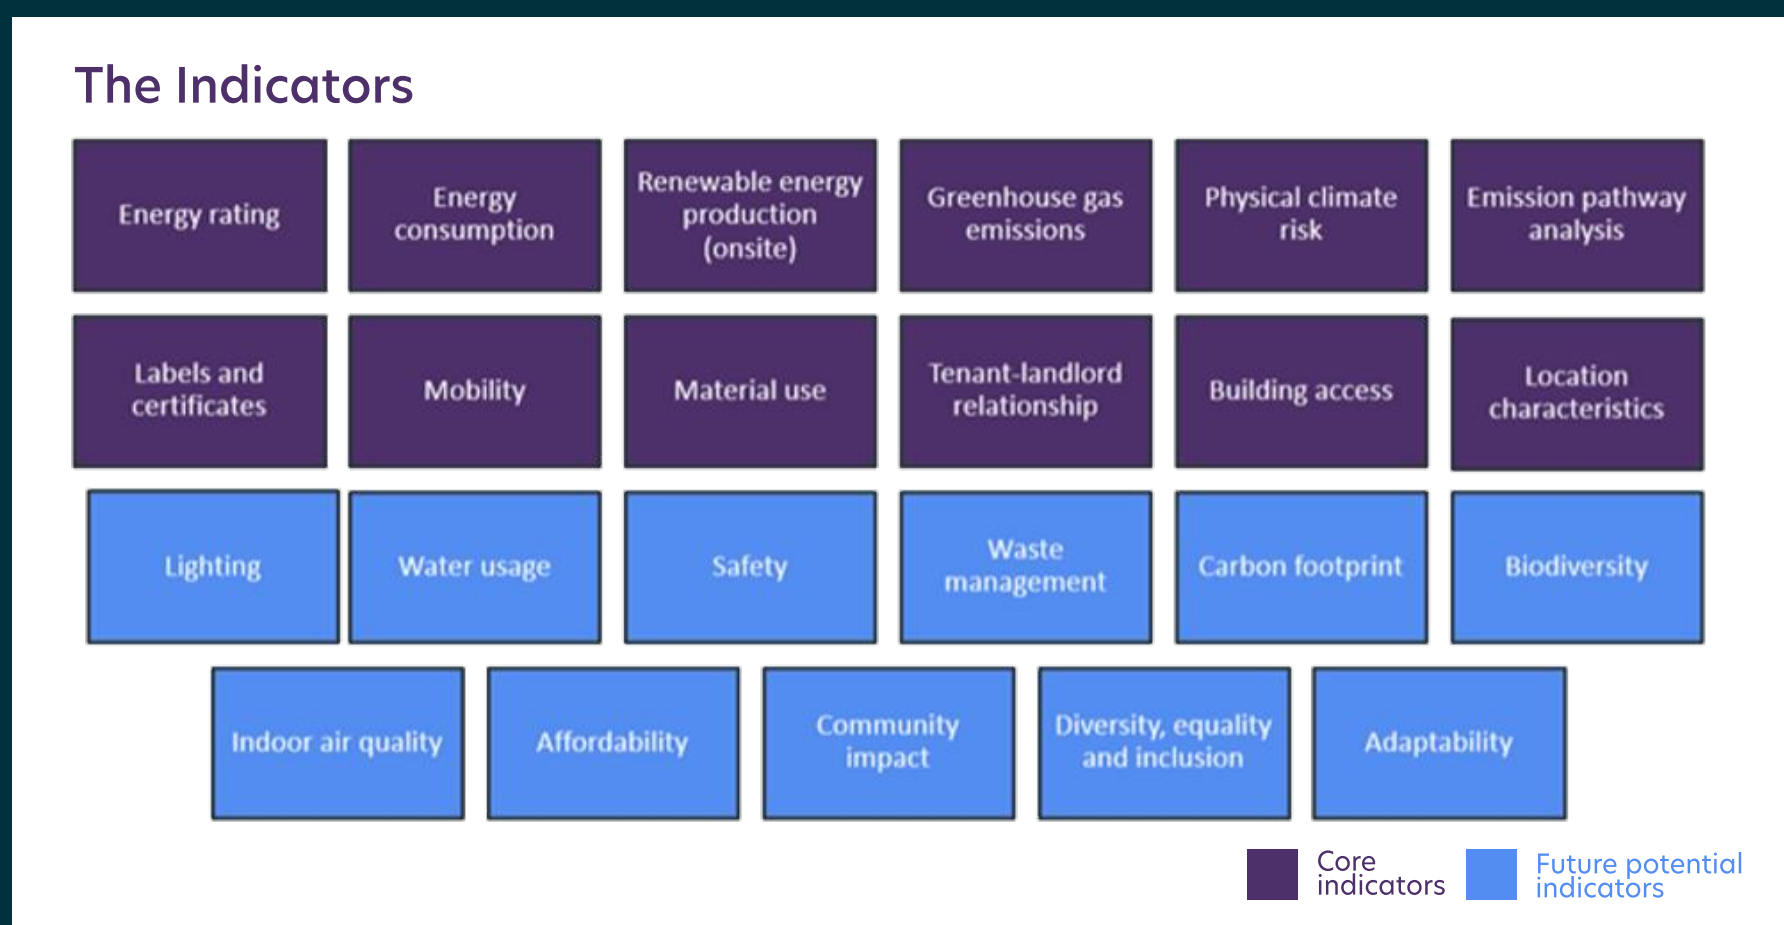 The Indicators
Energy rating
Energy
consumption
Renewable energy
production
(onsite)
Greenhouse gas
emissions
Physical climate
risk
Emission pathway
analysis
Labels and
certificates
Mobility
Material use
Tenant-landlord
relationship
Building access
Location
characteristics
Lighting
Water usage
Safety
Waste
management
Carbon footprint
Biodiversity
Indoor air quality
Affordability
Community
impact
Diversity, equality
and inclusion
Adaptability
Core
indicators
Future potential
indicators